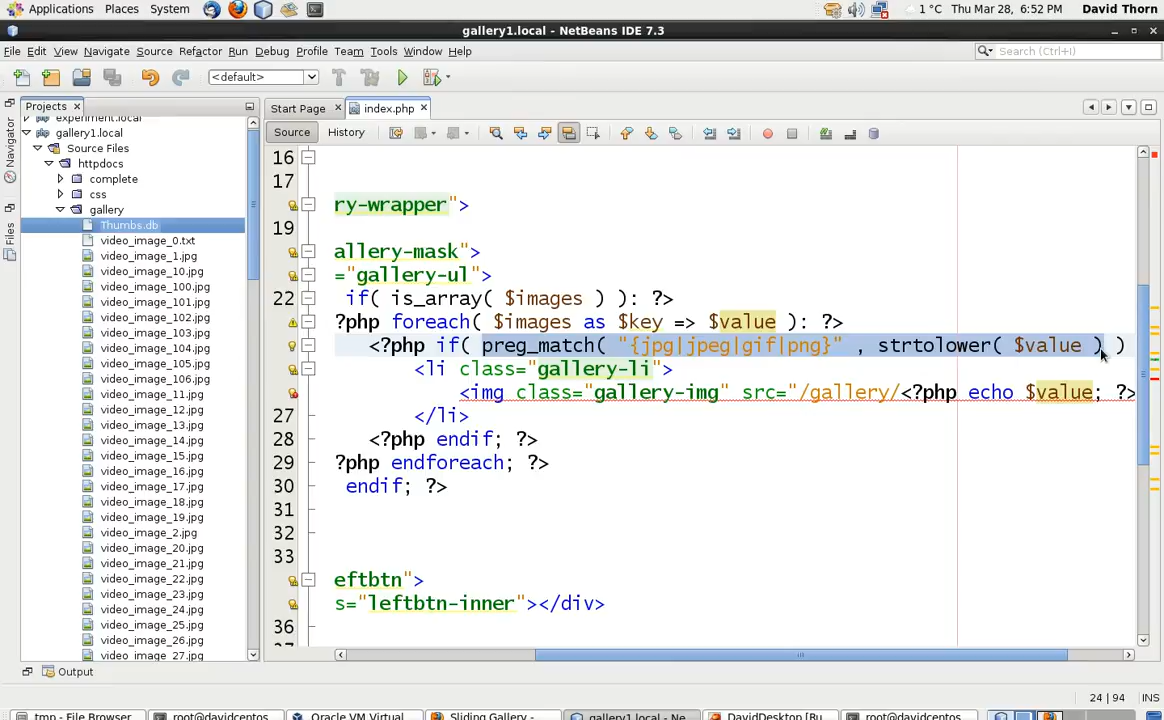 Applications Places System 1 °C Thu Mar 28, 6:52 PM David Thorn
gallery1.local - NetBeans IDE 7.3
File Edit View Navigate Source Refactor Run Debug Profile Team Tools Window Help Search (Ctrl+I)
<default>
Projects Start Page index.php
Source History
Navigator
Files
experiment.local
gallery1.local
Source Files
httpdocs
complete
css
gallery
Thumbs.db
video_image_0.txt
video_image_1.jpg
video_image_10.jpg
video_image_100.jpg
video_image_101.jpg
video_image_102.jpg
video_image_103.jpg
video_image_104.jpg
video_image_105.jpg
video_image_106.jpg
video_image_11.jpg
video_image_12.jpg
video_image_13.jpg
video_image_14.jpg
video_image_15.jpg
video_image_16.jpg
video_image_17.jpg
video_image_18.jpg
video_image_19.jpg
video_image_2.jpg
video_image_20.jpg
video_image_21.jpg
video_image_22.jpg
video_image_23.jpg
video_image_24.jpg
video_image_25.jpg
video_image_26.jpg
video_image_27.jpg
16
17
ry-wrapper">
19
allery-mask">
="gallery-ul">
22 if( is_array( $images ) ): ?>
?php foreach( $images as $key => $value ): ?>
<?php if( preg_match( "{jpg|jpeg|gif|png}" , strtolower( $value ) )
<li class="gallery-li">
<img class="gallery-img" src="/gallery/<?php echo $value; ?>
27 </li>
28 <?php endif; ?>
29 ?php endforeach; ?>
30 endif; ?>
31
32
33
eftbtn">
s="leftbtn-inner"></div>
36
Output
24 | 94 INS
tmp - File Browser root@davidcentos Oracle VM Virtual Sliding Gallery - gallery1.local - Ne DavidDesktop [Ru root@davidcentos